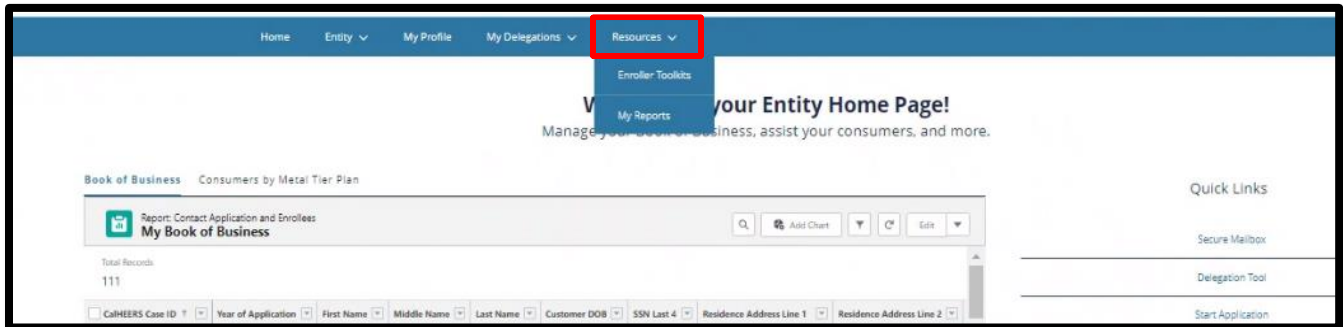 Home Entity My Profile My Delegations Resources
Enroller Toolkits
My Reports
W your Entity Home Page!
Manage your Book of Business, assist your consumers, and more.
Book of Business Consumers by Metal Tier Plan
Quick Links
Report: Contact Application and Enrollees
My Book of Business
Add Chart Edit
Secure Mailbox
Total Records
111
Delegation Tool
CalHEERS Case ID Year of Application First Name Middle Name Last Name Customer DOB SSN Last 4 Residence Address Line 1 Residence Address Line 2
Start Application